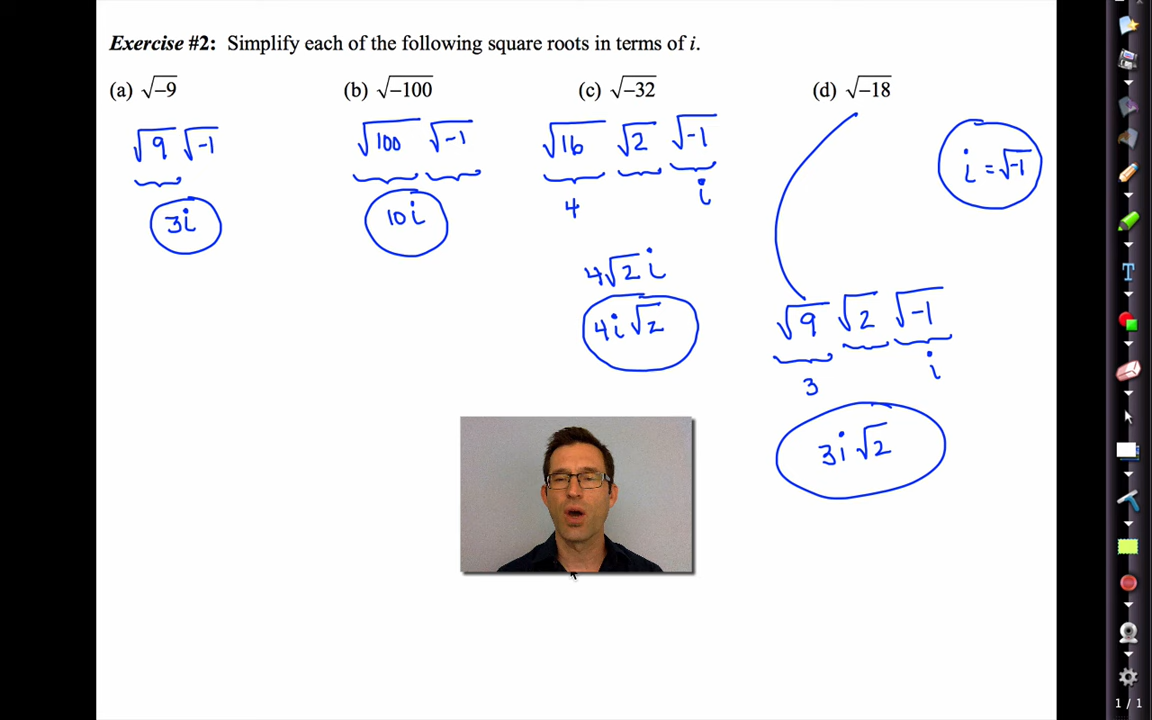 Exercise #2: Simplify each of the following square roots in terms of i.
(a) √−9
(b) √−100
(c) √−32
(d) √−18
√9 √−1
3i
√100 √−1
10i
√16 √2 √−1
4 i
4√2 i
4i√2
i = √−1
√9 √2 √−1
3 i
3i√2
T
1 / 1